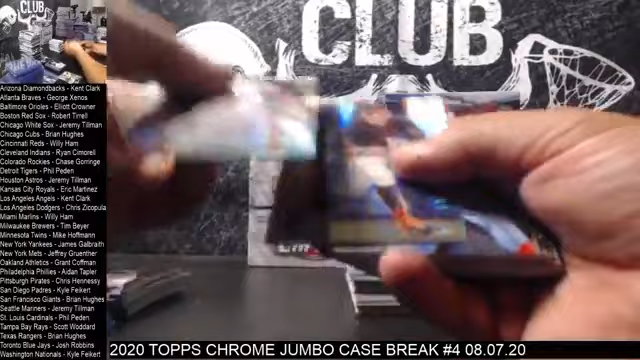 CLUB
Arizona Diamondbacks - Kent Clark
Atlanta Braves - George Xenos
Baltimore Orioles - Elliott Crowner
Boston Red Sox - Robert Tirrell
Chicago White Sox - Jeremy Tillman
Chicago Cubs - Brian Hughes
Cincinnati Reds - Willy Ham
Cleveland Indians - Ryan Cimorell
Colorado Rockies - Chase Gorringe
Detroit Tigers - Phil Peden
Houston Astros - Jeremy Tillman
Kansas City Royals - Eric Martinez
Los Angeles Angels - Kent Clark
Los Angeles Dodgers - Chris Zicopula
Miami Marlins - Willy Ham
Milwaukee Brewers - Tim Beyer
Minnesota Twins - Mike Hoffmann
New York Yankees - James Galbraith
New York Mets - Jeffrey Gruenther
Oakland Athletics - Grant Coffman
Philadelphia Phillies - Aidan Tapler
Pittsburgh Pirates - Chris Hennessy
San Diego Padres - Kyle Feikert
San Francisco Giants - Brian Hughes
Seattle Mariners - Jeremy Tillman
St. Louis Cardinals - Phil Peden
Tampa Bay Rays - Scott Woddard
Texas Rangers - Brian Hughes
Toronto Blue Jays - Josh Robbins
Washington Nationals - Kyle Feikert
2020 TOPPS CHROME JUMBO CASE BREAK #4 08.07.20